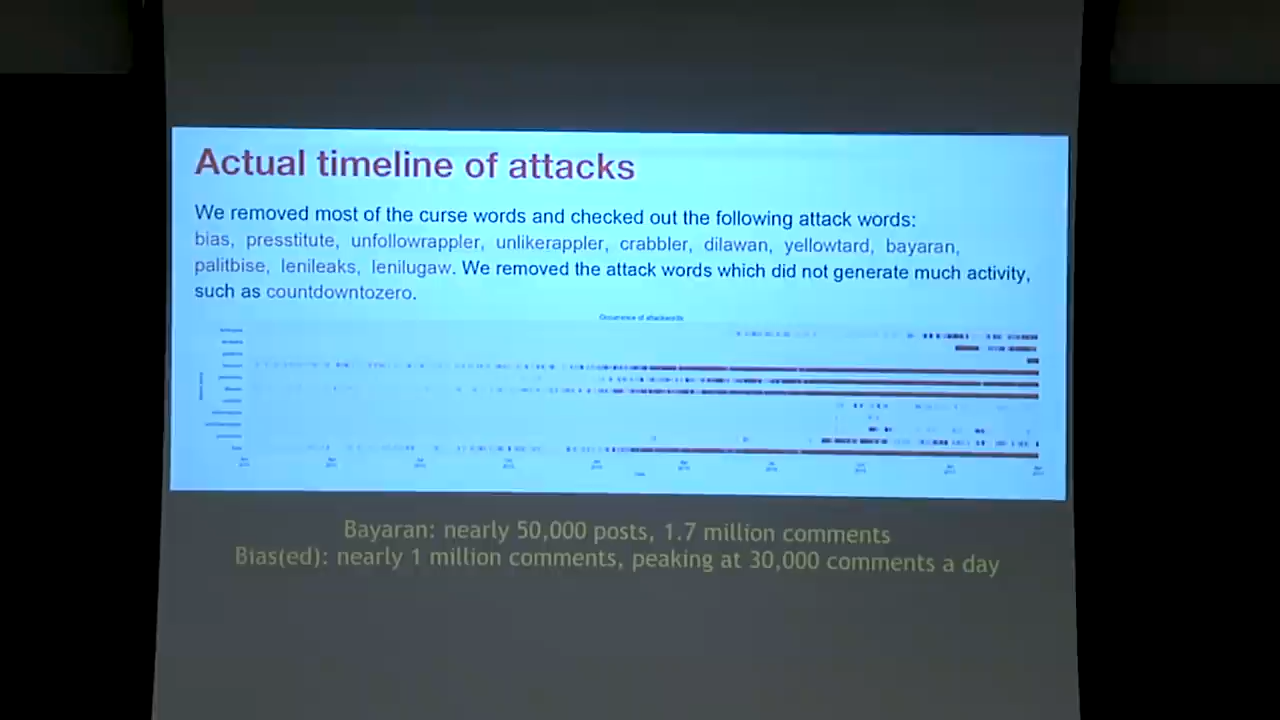 Actual timeline of attacks
We removed most of the curse words and checked out the following attack words:
bias, presstitute, unfollowrappler, unlikerappler, crabbler, dilawan, yellowtard, bayaran,
palitbise, lenileaks, lenilugaw. We removed the attack words which did not generate much activity,
such as countdowntozero.
Occurrence of attackwords
Bayaran: nearly 50,000 posts, 1.7 million comments
Bias(ed): nearly 1 million comments, peaking at 30,000 comments a day